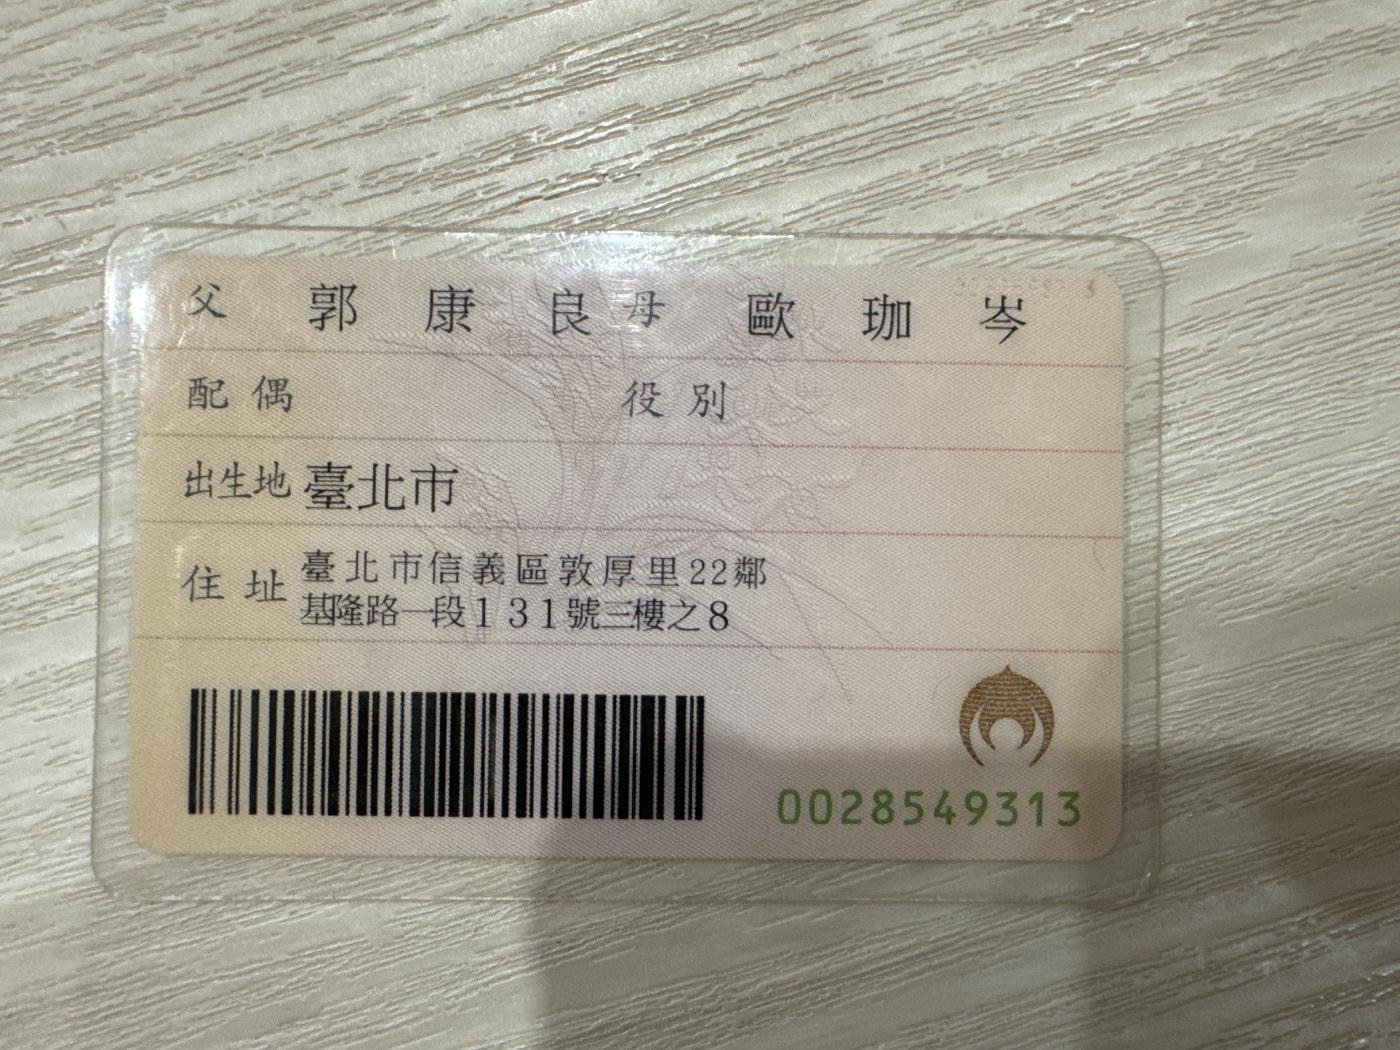 父 郭康良 母 歐珈岑
配偶 役別
出生地 臺北市
住址 臺北市信義區敦厚里22鄰
基隆路一段131號三樓之8
0028549313